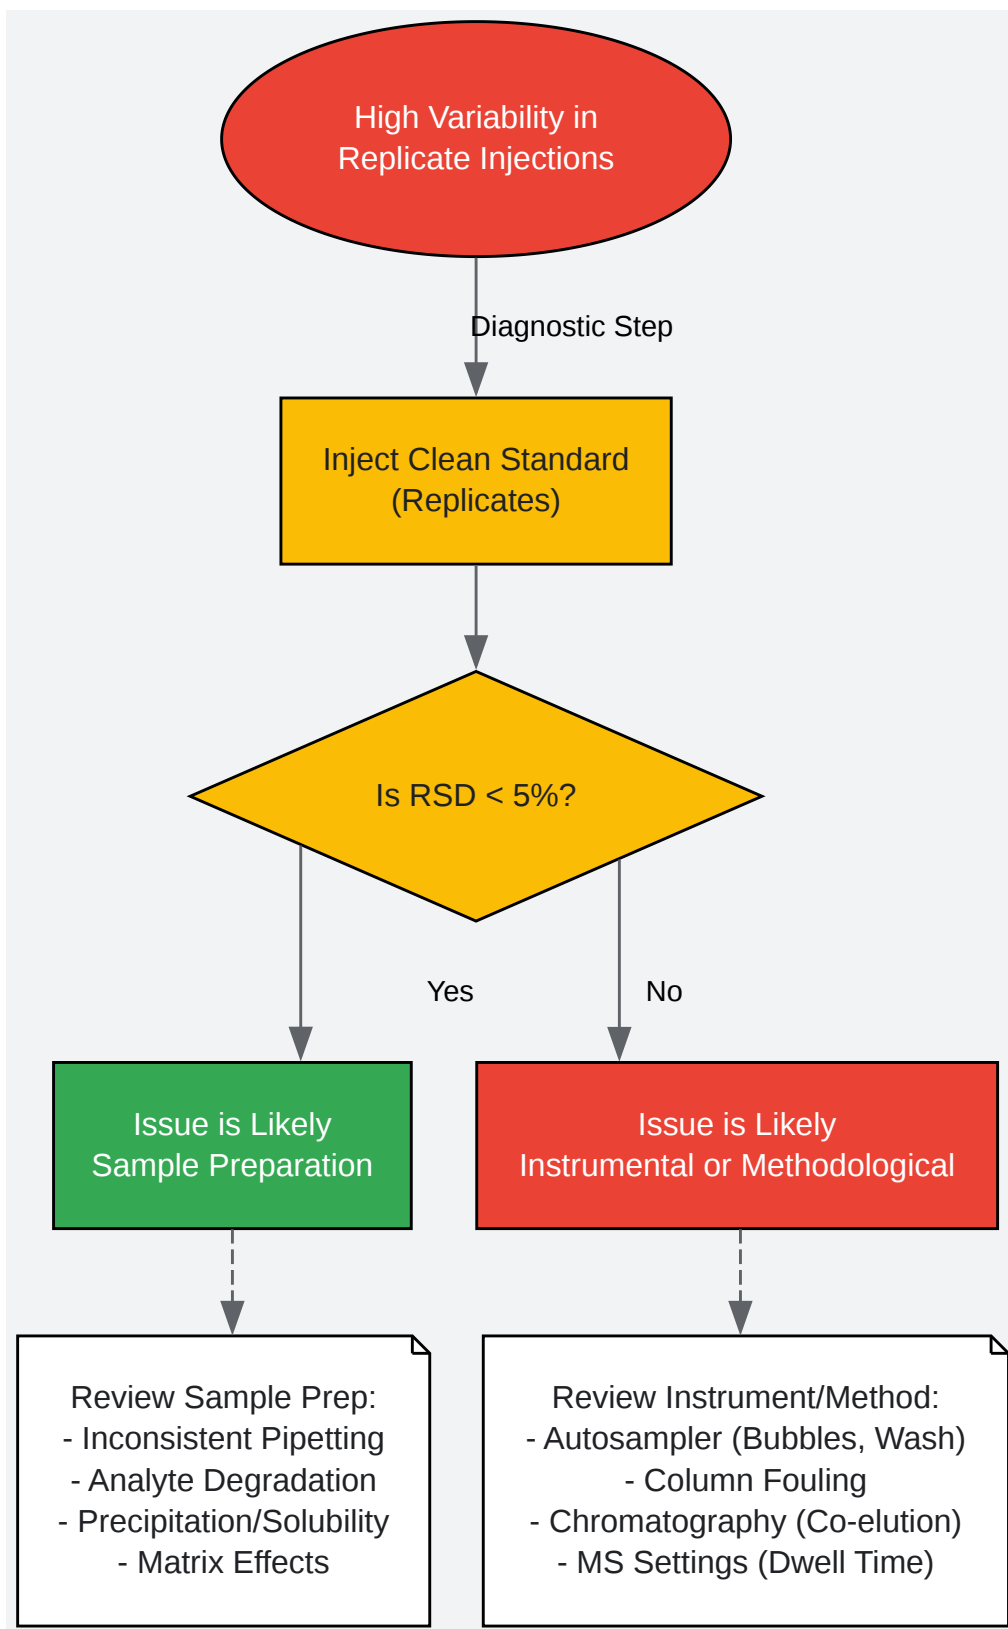 High Variability in
Replicate Injections
Diagnostic Step
Inject Clean Standard
(Replicates)
Is RSD < 5%?
Yes
No
Issue is Likely
Sample Preparation
Issue is Likely
Instrumental or Methodological
Review Sample Prep:
- Inconsistent Pipetting
- Analyte Degradation
- Precipitation/Solubility
- Matrix Effects
Review Instrument/Method:
- Autosampler (Bubbles, Wash)
- Column Fouling
- Chromatography (Co-elution)
- MS Settings (Dwell Time)